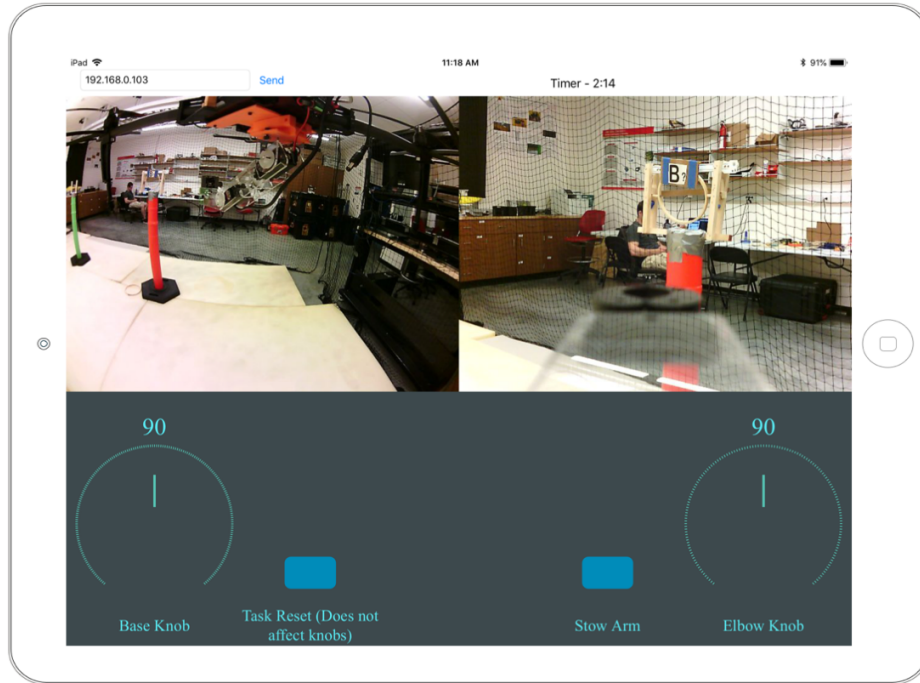 iPad 11:18 AM 91%
192.168.0.103 Send Timer - 2:14
B
90 90
Base Knob Task Reset (Does not
affect knobs) Stow Arm Elbow Knob